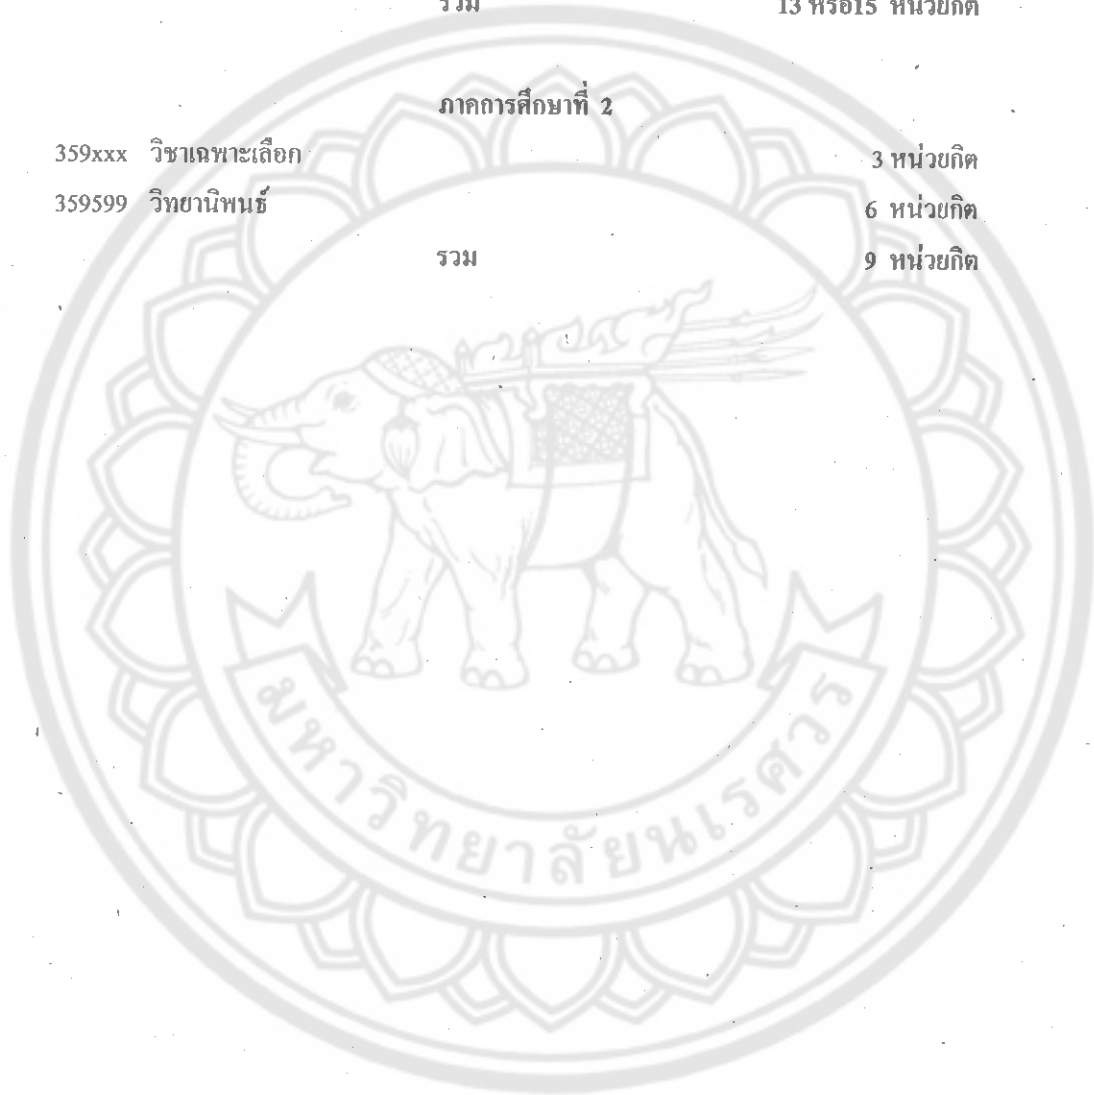 รวม 13 หรือ15 หน่วยกิต
ภาคการศึกษาที่ 2
359xxx วิชาเฉพาะเลือก 3 หน่วยกิต
359599 วิทยานิพนธ์ 6 หน่วยกิต
รวม 9 หน่วยกิต
มหาวิทยาลัยนเรศวร